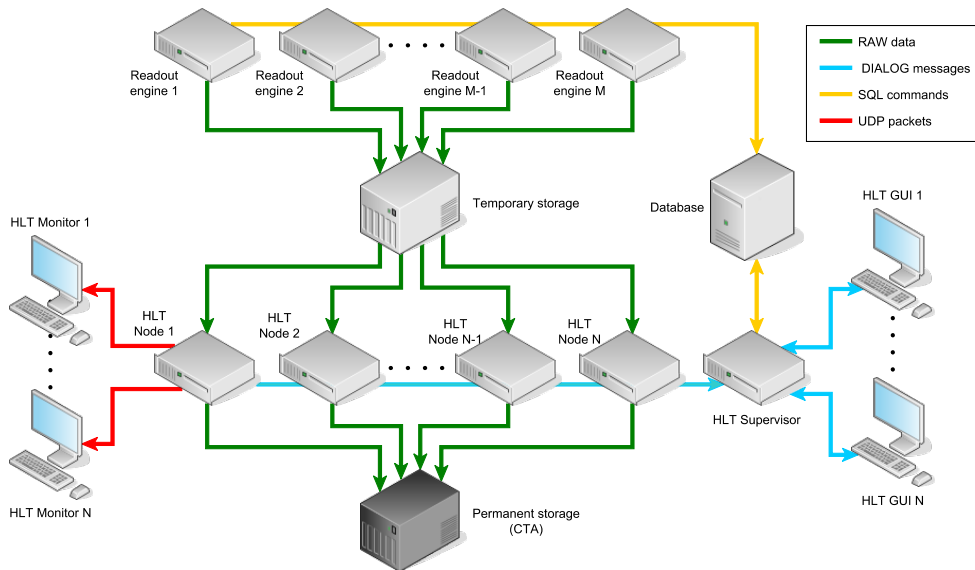 Readout
engine 1
Readout
engine 2
Readout
engine M-1
Readout
engine M
RAW data
DIALOG messages
SQL commands
UDP packets
Temporary storage
Database
HLT GUI 1
HLT Monitor 1
HLT
Node 1
HLT
Node 2
HLT
Node N-1
HLT
Node N
HLT Supervisor
HLT Monitor N
Permanent storage
(CTA)
HLT GUI N